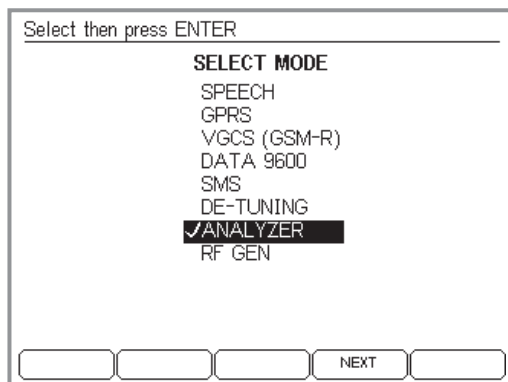 Select then press ENTER
SELECT MODE
SPEECH
GPRS
VGCS (GSM-R)
DATA 9600
SMS
DE-TUNING
✓ANALYZER
RF GEN
NEXT